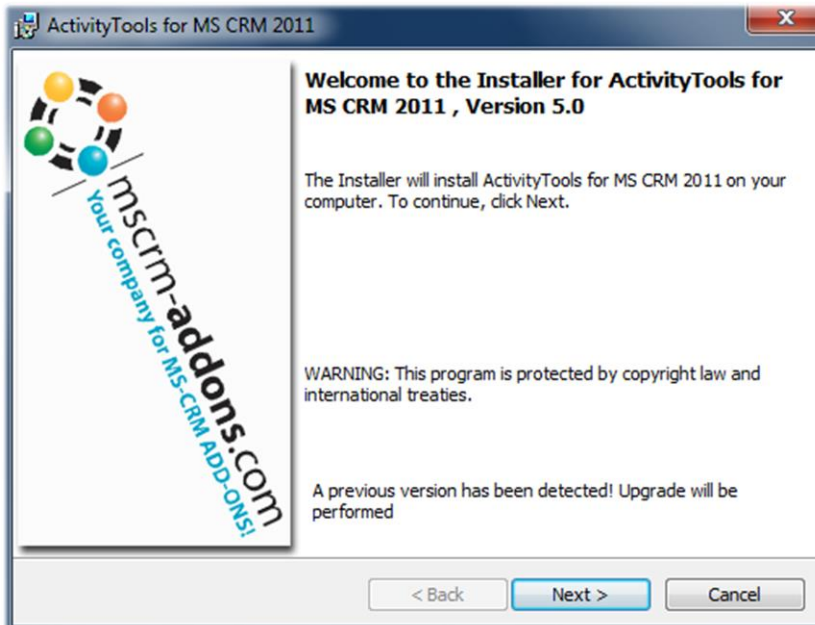 ActivityTools for MS CRM 2011
x
Welcome to the Installer for ActivityTools for
MS CRM 2011 , Version 5.0
The Installer will install ActivityTools for MS CRM 2011 on your
computer. To continue, click Next.
mscrm-addons.com
Your company for MS-CRM ADD-ONS!
WARNING: This program is protected by copyright law and
international treaties.
A previous version has been detected! Upgrade will be
performed
< Back
Next >
Cancel